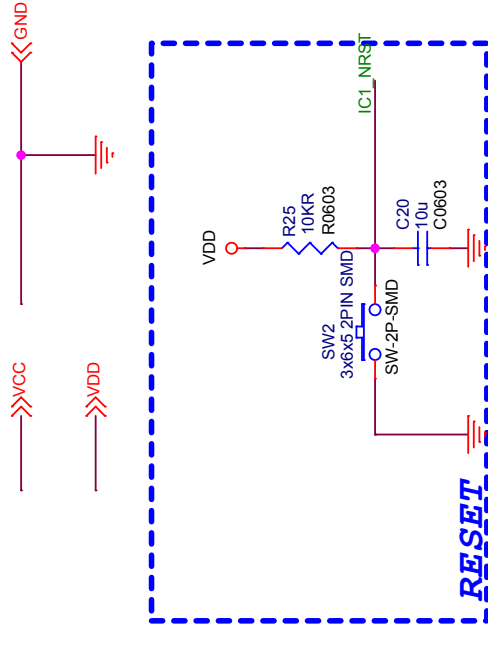 GND
VCC
VDD
IC1_NRST
VDD
R25
10KR
R0603
C20
10u
C0603
SW2
3x6x5 2PIN SMD
SW-2P-SMD
RESET